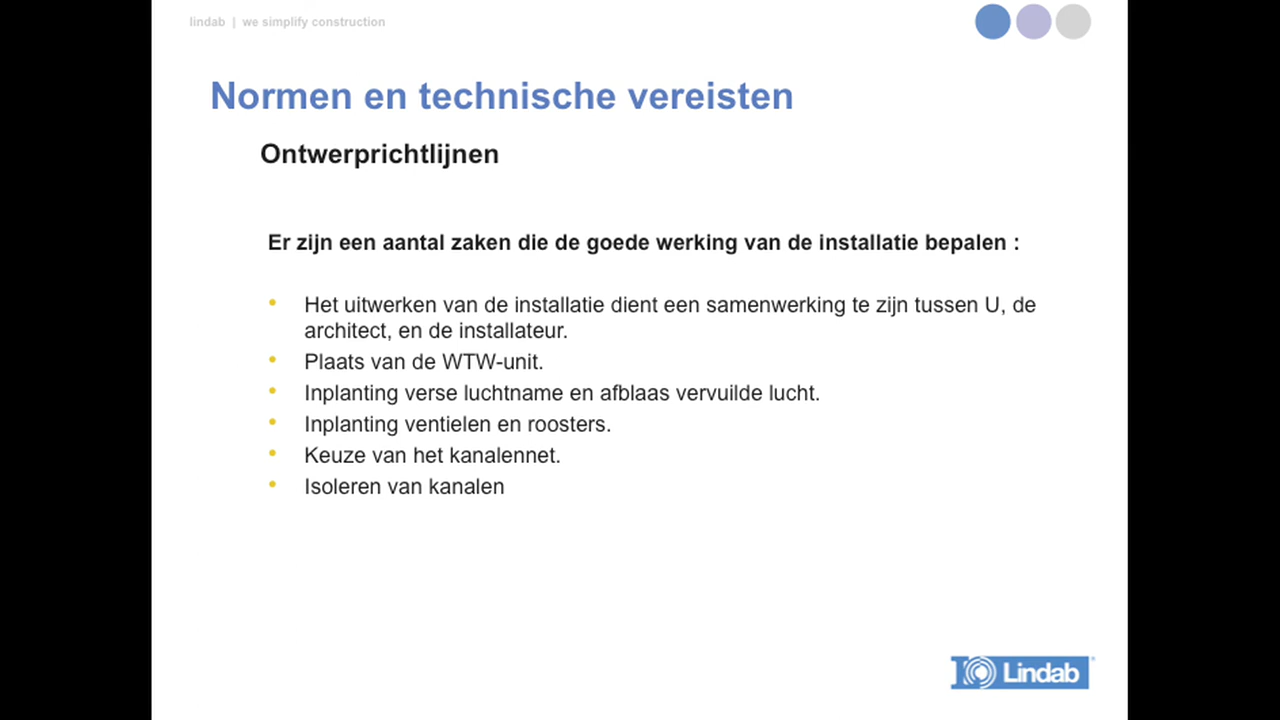 lindab | we simplify construction
Normen en technische vereisten
Ontwerprichtlijnen
Er zijn een aantal zaken die de goede werking van de installatie bepalen :
• Het uitwerken van de installatie dient een samenwerking te zijn tussen U, de
architect, en de installateur.
• Plaats van de WTW-unit.
• Inplanting verse luchtname en afblaas vervuilde lucht.
• Inplanting ventielen en roosters.
• Keuze van het kanalennet.
• Isoleren van kanalen
Lindab